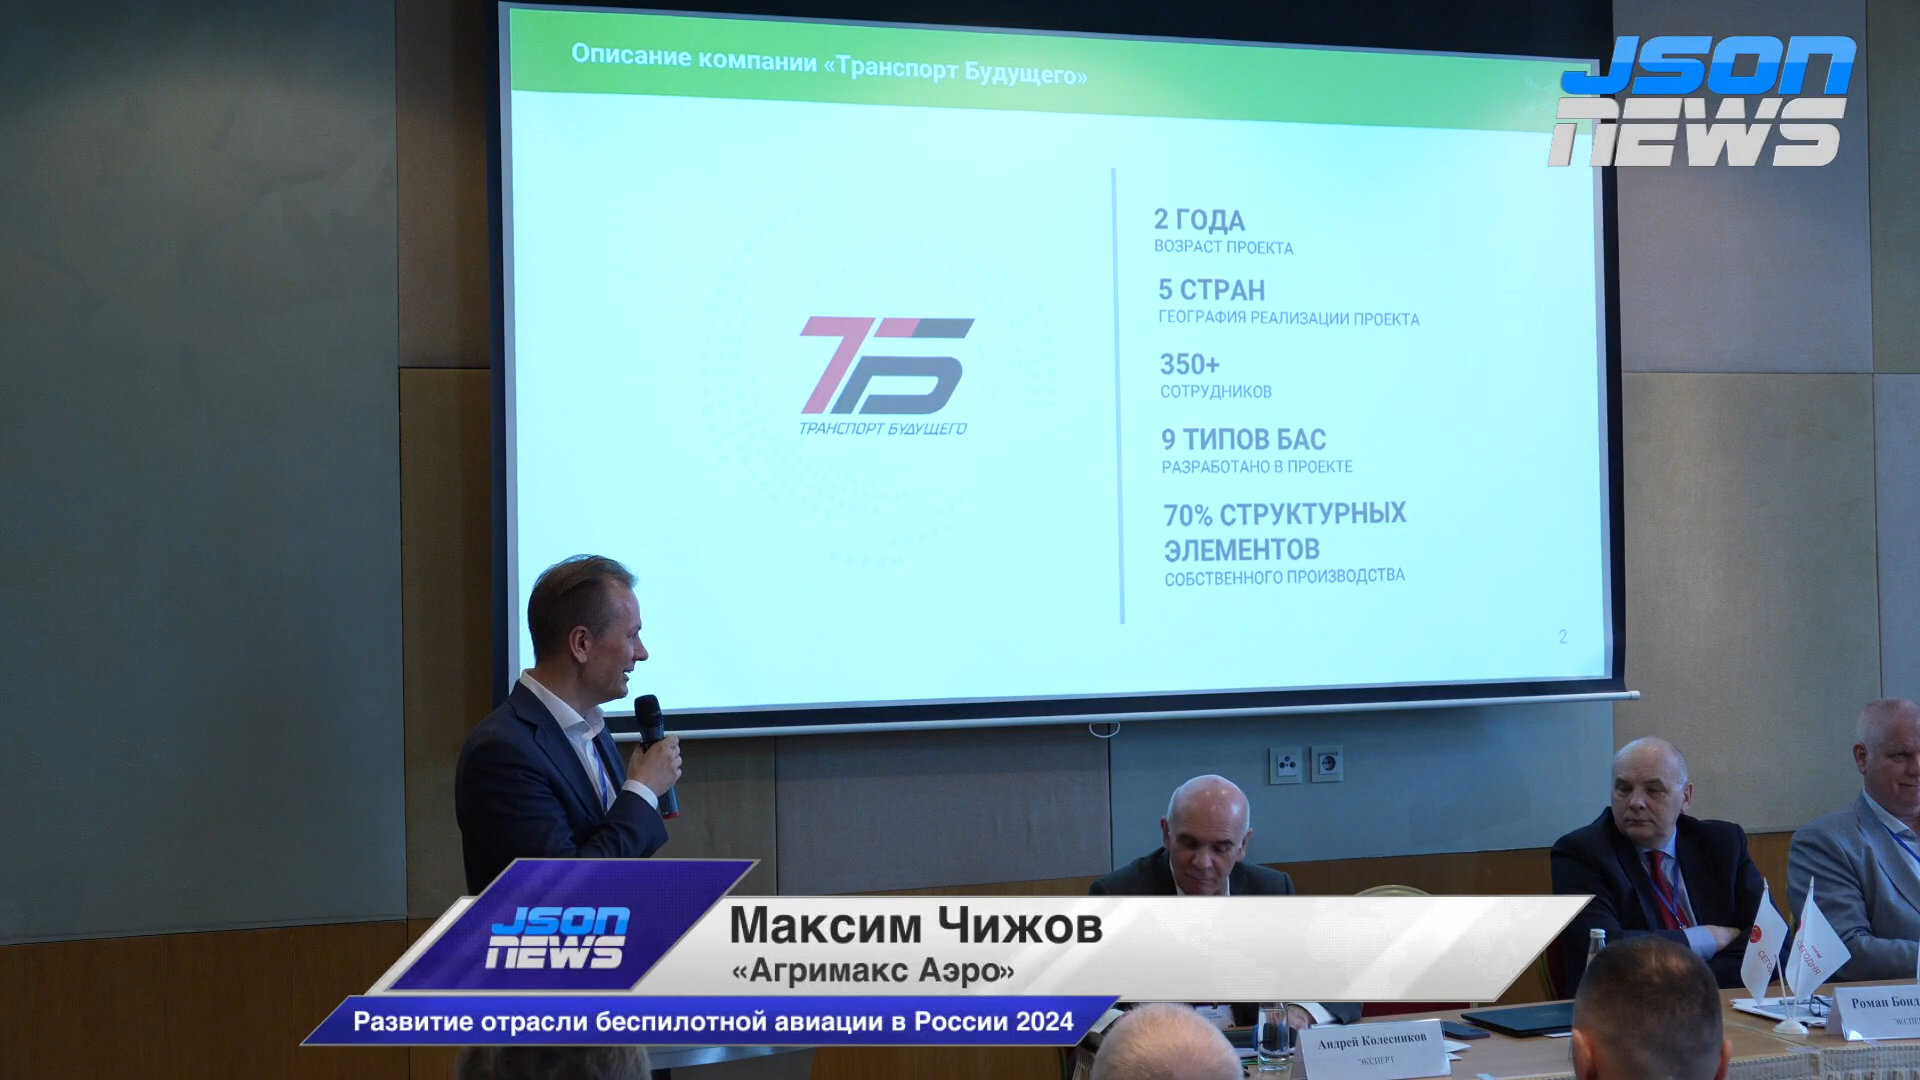 Описание компании «Транспорт Будущего»
JSON
NEWS
2 ГОДА
ВОЗРАСТ ПРОЕКТА
5 СТРАН
ГЕОГРАФИЯ РЕАЛИЗАЦИИ ПРОЕКТА
350+
СОТРУДНИКОВ
9 ТИПОВ БАС
РАЗРАБОТАНО В ПРОЕКТЕ
70% СТРУКТУРНЫХ
ЭЛЕМЕНТОВ
СОБСТВЕННОГО ПРОИЗВОДСТВА
ТБ
ТРАНСПОРТ БУДУЩЕГО
2
JSON
NEWS
Максим Чижов
«Агримакс Аэро»
Развитие отрасли беспилотной авиации в России 2024
Андрей Колесников
ЭКСПЕРТ
Роман